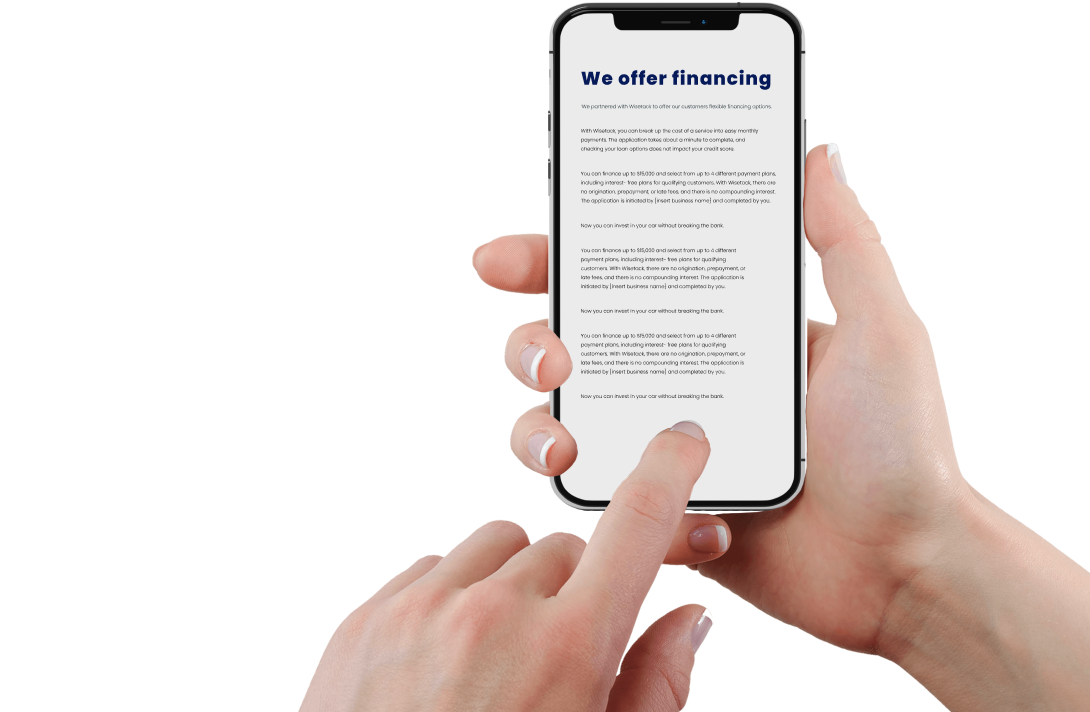 We offer financing
We partnered with Wisetack to offer our customers flexible financing options.
With Wisetack, you can break up the cost of a service into easy monthly
payments. The application takes about a minute to complete, and
checking your loan options does not impact your credit score.
You can finance up to $15,000 and select from up to 4 different payment plans,
including interest- free plans for qualifying customers. With Wisetack, there are
no origination, prepayment, or late fees, and there is no compounding interest.
The application is initiated by [insert business name] and completed by you.
Now you can invest in your car without breaking the bank.
You can finance up to $15,000 and select from up to 4 different
payment plans, including interest- free plans for qualifying
customers. With Wisetack, there are no origination, prepayment, or
late fees, and there is no compounding interest. The application is
initiated by [insert business name] and completed by you.
Now you can invest in your car without breaking the bank.
You can finance up to $15,000 and select from up to 4 different
payment plans, including interest- free plans for qualifying
customers. With Wisetack, there are no origination, prepayment, or
late fees, and there is no compounding interest. The application is
initiated by [insert business name] and completed by you.
Now you can invest in your car without breaking the bank.